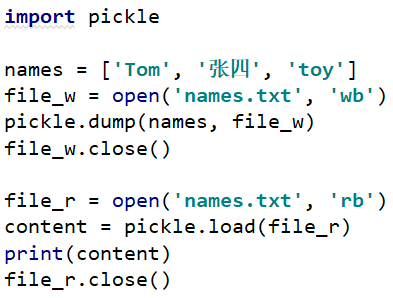 import pickle
names = ['Tom', '张四', 'toy']
file_w = open('names.txt', 'wb')
pickle.dump(names, file_w)
file_w.close()
file_r = open('names.txt', 'rb')
content = pickle.load(file_r)
print(content)
file_r.close()